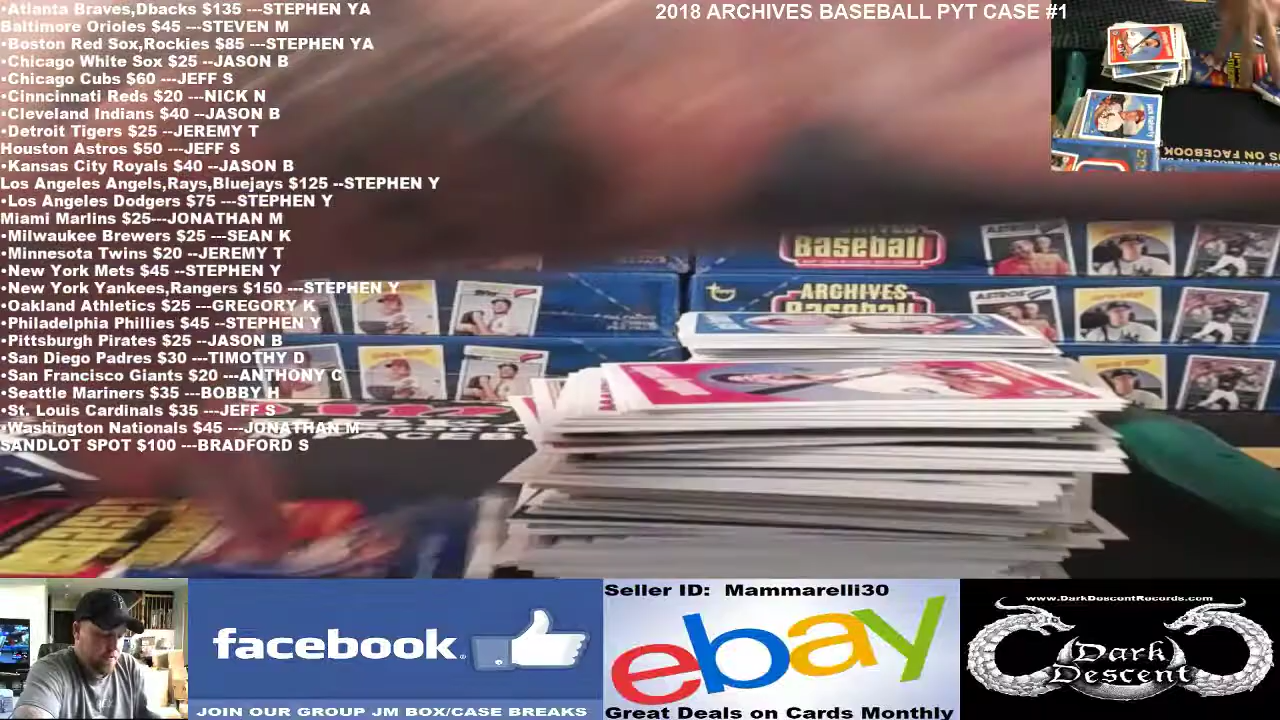 •Atlanta Braves,Dbacks $135 ---STEPHEN YA
Baltimore Orioles $45 ---STEVEN M
•Boston Red Sox,Rockies $85 ---STEPHEN YA
•Chicago White Sox $25 --JASON B
•Chicago Cubs $60 ---JEFF S
•Cinncinnati Reds $20 ---NICK N
•Cleveland Indians $40 --JASON B
•Detroit Tigers $25 --JEREMY T
Houston Astros $50 ---JEFF S
•Kansas City Royals $40 --JASON B
Los Angeles Angels,Rays,Bluejays $125 --STEPHEN Y
•Los Angeles Dodgers $75 ---STEPHEN Y
Miami Marlins $25---JONATHAN M
•Milwaukee Brewers $25 ---SEAN K
•Minnesota Twins $20 --JEREMY T
•New York Mets $45 --STEPHEN Y
•New York Yankees,Rangers $150 ---STEPHEN Y
•Oakland Athletics $25 ---GREGORY K
•Philadelphia Phillies $45 --STEPHEN Y
•Pittsburgh Pirates $25 --JASON B
•San Diego Padres $30 ---TIMOTHY D
•San Francisco Giants $20 ---ANTHONY C
•Seattle Mariners $35 ---BOBBY H
•St. Louis Cardinals $35 ---JEFF S
•Washington Nationals $45 ---JONATHAN M
SANDLOT SPOT $100 ---BRADFORD S
2018 ARCHIVES BASEBALL PYT CASE #1
S ON FACEBOOK
Baseball
topps
ARCHIVES
Baseball
ASTROS
facebook
JOIN OUR GROUP JM BOX/CASE BREAKS
Seller ID: Mammarelli30
ebay
Great Deals on Cards Monthly
www.DarkDescentRecords.com
Dark
Descent